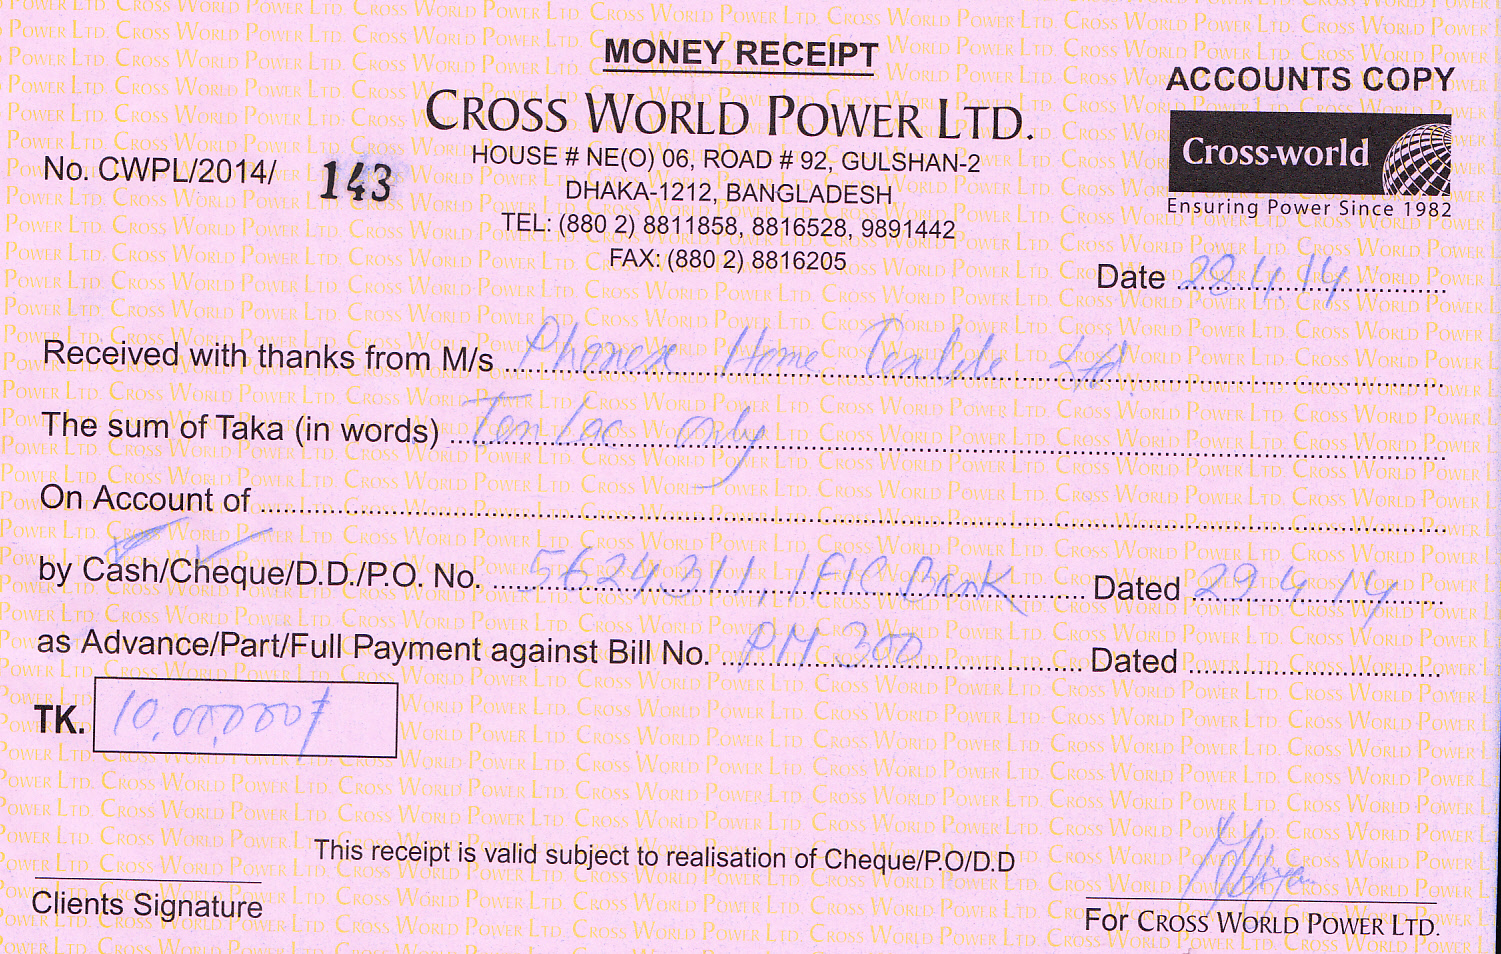 MONEY RECEIPT
ACCOUNTS COPY
CROSS WORLD POWER LTD.
Cross-world
Ensuring Power Since 1982
No. CWPL/2014/ 143
HOUSE # NE(O) 06, ROAD # 92, GULSHAN-2
DHAKA-1212, BANGLADESH
TEL: (880 2) 8811858, 8816528, 9891442
FAX: (880 2) 8816205
Date 28.4.14
Received with thanks from M/s Phonex Home Textile Ltd.
The sum of Taka (in words) Ten Lac only
On Account of
by Cash/Cheque/D.D./P.O. No. 5624311, IFIC Bank Dated 29.4.14
as Advance/Part/Full Payment against Bill No. PM 300 Dated
TK. 10,00,000/
This receipt is valid subject to realisation of Cheque/P.O/D.D
Clients Signature
For CROSS WORLD POWER LTD.